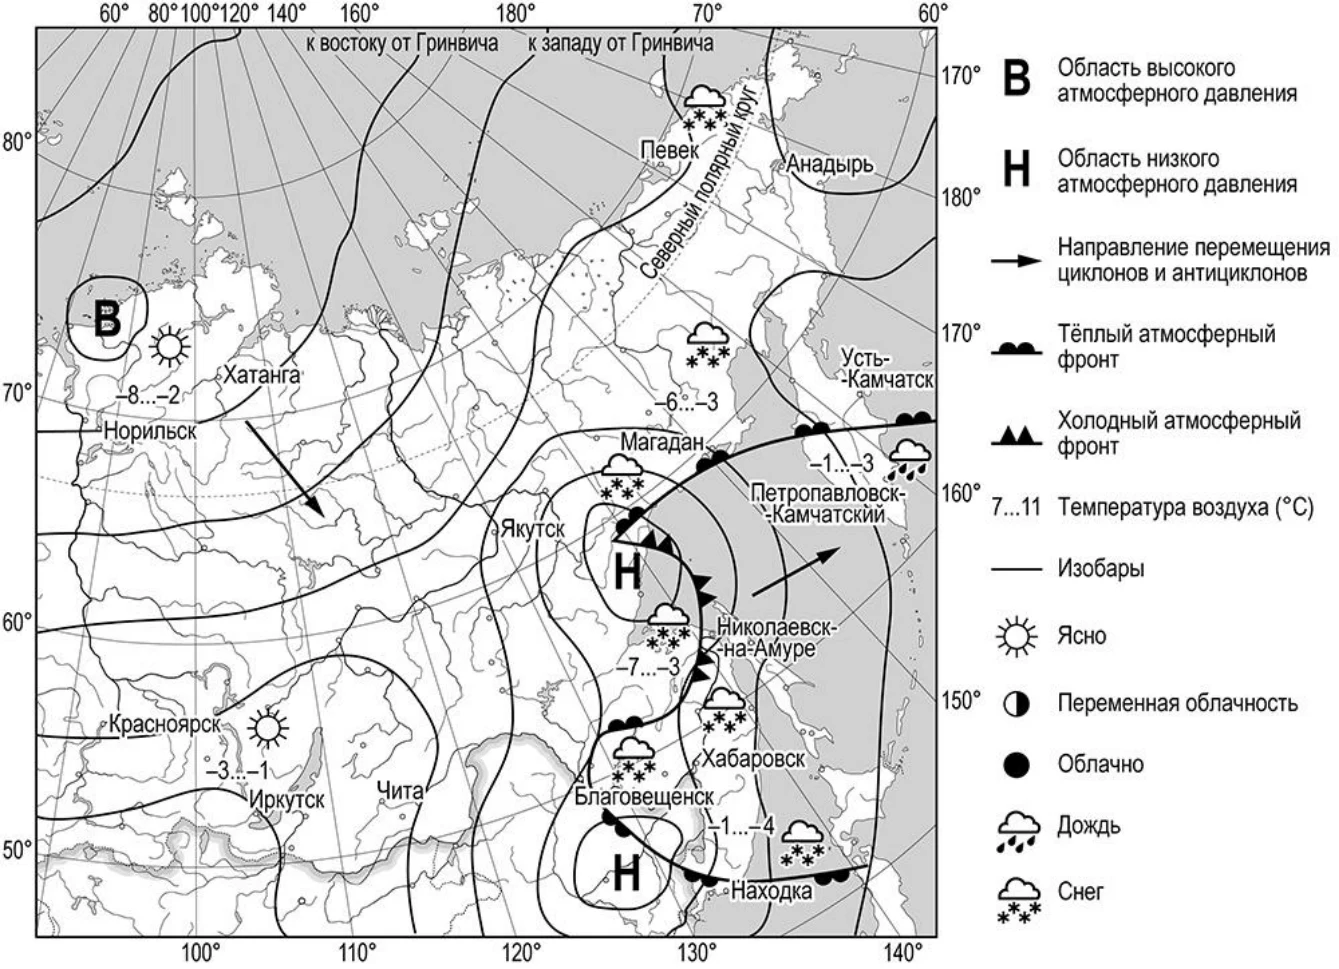 60° 80° 100° 120° 140° 160° 180° 70° 60°
к востоку от Гринвича к западу от Гринвича
170°
80°
Певек
Северный полярный круг
Анадырь
180°
В
170°
Хатанга
Усть-
-Камчатск
–8...–2
70°
–6...–3
Норильск
Магадан
–1...–3
Петропавловск-
-Камчатский
160°
Якутск
Н
60°
Николаевск-
-на-Амуре
–7...–3
150°
Красноярск
Хабаровск
–3...–1
Иркутск
Чита
Благовещенск
–1...–4
50°
Н
Находка
100° 110° 120° 130° 140°
В
Область высокого
атмосферного давления
Н
Область низкого
атмосферного давления
Направление перемещения
циклонов и антициклонов
Тёплый атмосферный
фронт
Холодный атмосферный
фронт
7...11 Температура воздуха (°C)
Изобары
Ясно
Переменная облачность
Облачно
Дождь
Снег